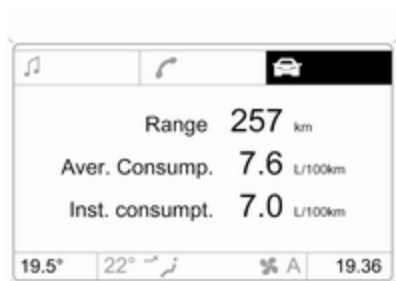 Range 257 km
Aver. Consump. 7.6 L/100km
Inst. consumpt. 7.0 L/100km
19.5° 22° A 19.36